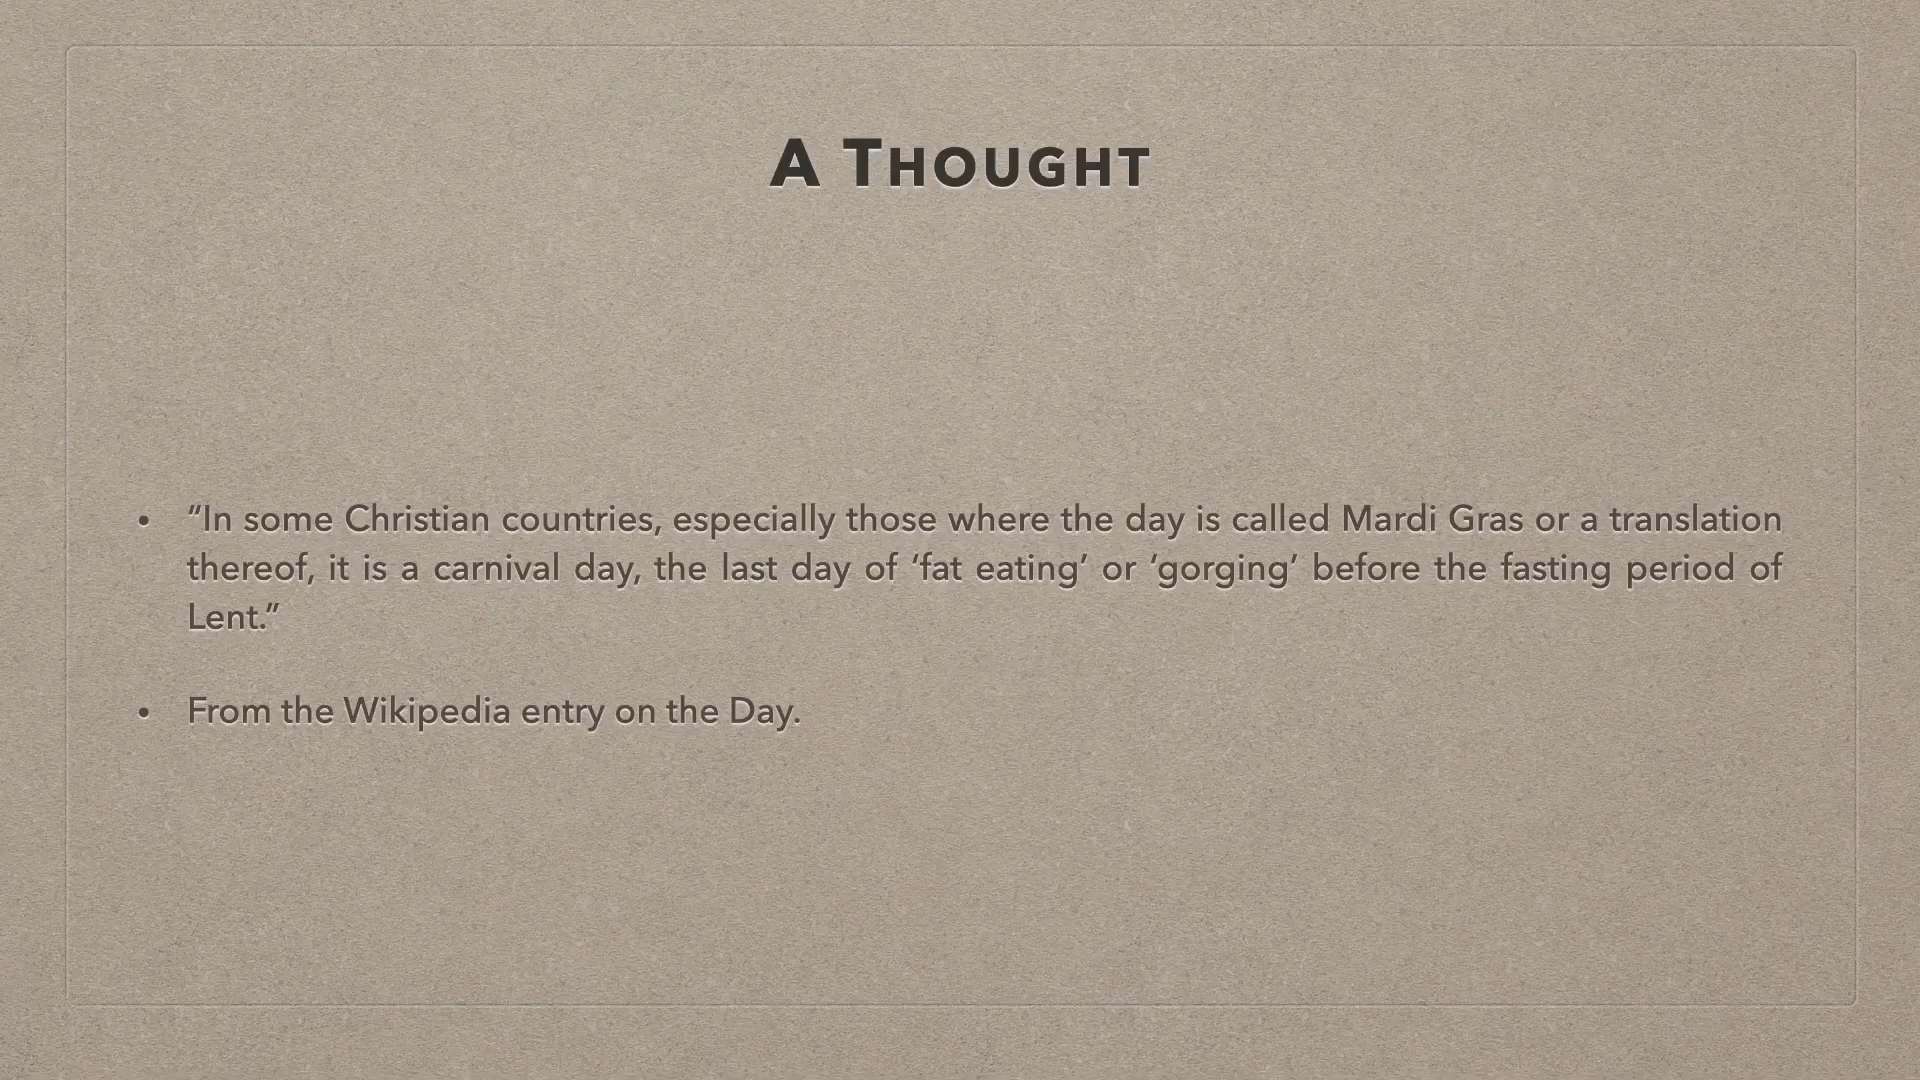 A Thought
• “In some Christian countries, especially those where the day is called Mardi Gras or a translation
thereof, it is a carnival day, the last day of ‘fat eating’ or ‘gorging’ before the fasting period of
Lent.”
• From the Wikipedia entry on the Day.